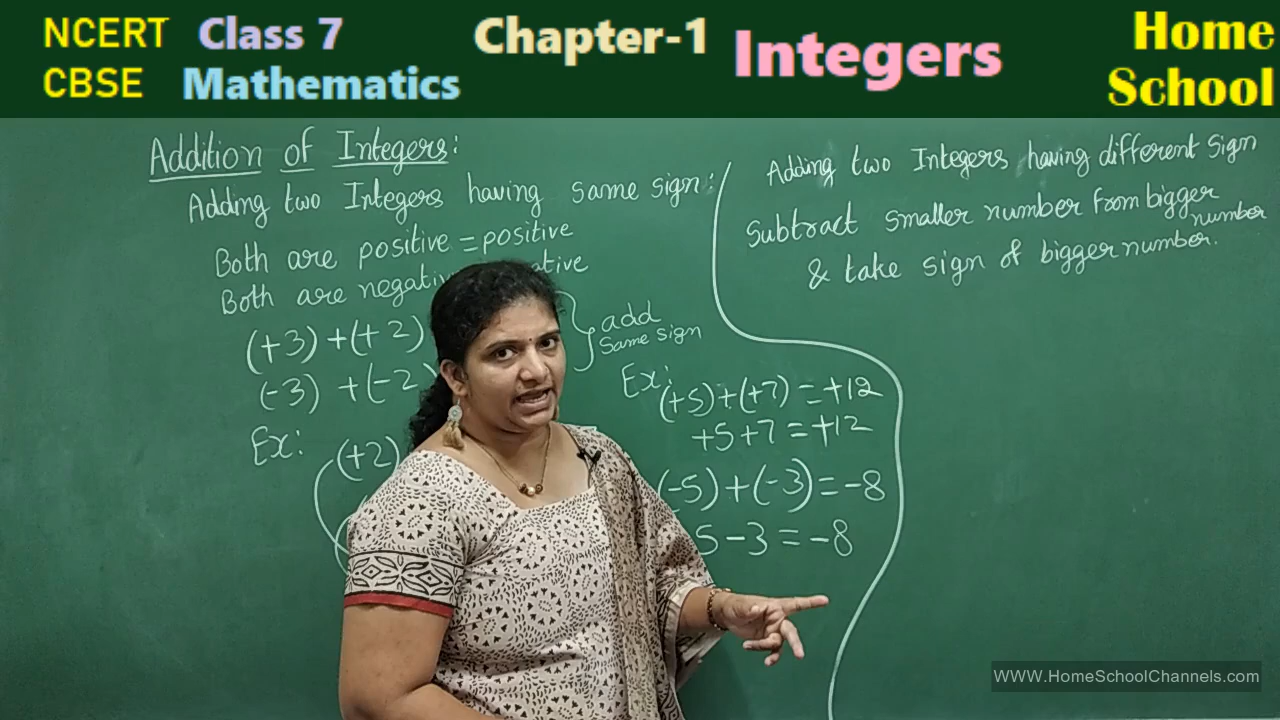 NCERT Class 7
CBSE Mathematics
Chapter-1
Integers
Home
School
Addition of Integers:
Adding two Integers having same sign:
Both are positive = positive
Both are negativ
ative
(+3) + (+2)
(-3) + (-2)
add
Same sign
Ex:
(+2)
Ex:
(+5)+(+7) = +12
+5+7 = +12
(-5)+(-3) = -8
5-3 = -8
Adding two Integers having different sign
Subtract smaller number from bigger
number
& take sign of bigger number.
WWW.HomeSchoolChannels.com